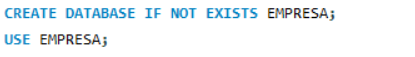 CREATE DATABASE IF NOT EXISTS EMPRESA;
USE EMPRESA;